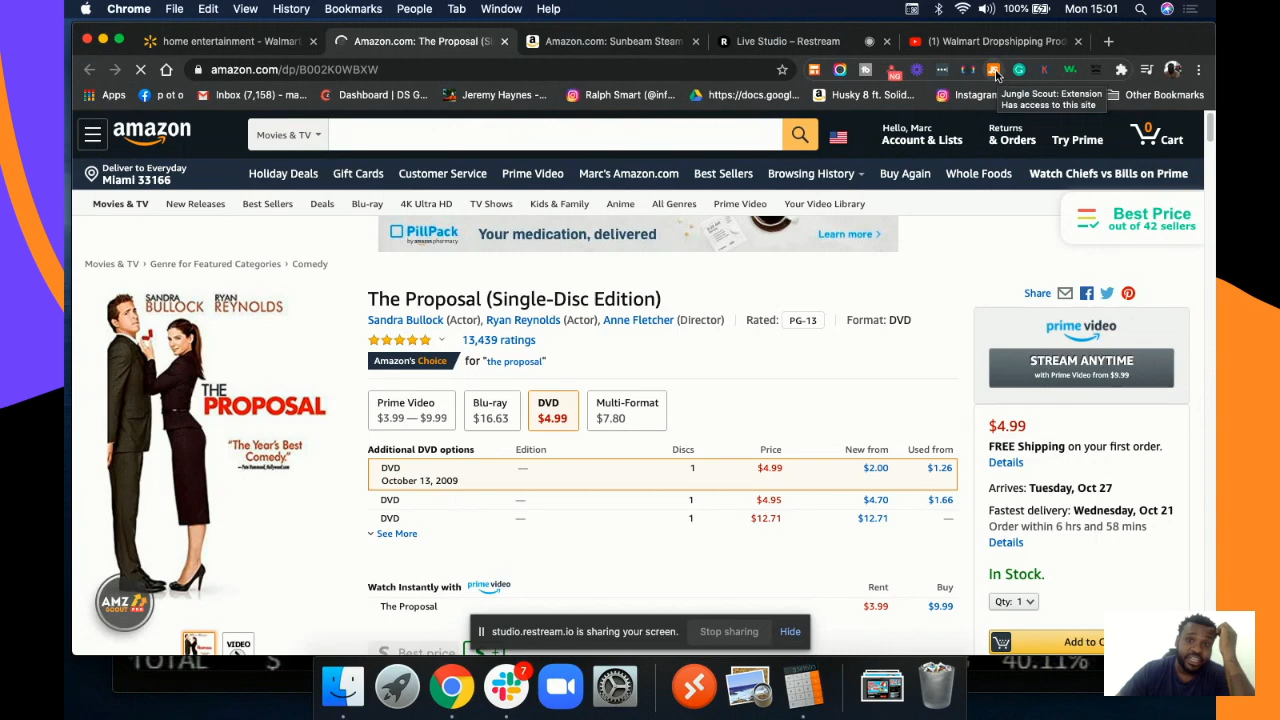 Chrome File Edit View History Bookmarks People Tab Window Help 100% Mon 15:01
home entertainment - Walmart
Amazon.com: The Proposal (Si
Amazon.com: Sunbeam Steam
Live Studio – Restream
(1) Walmart Dropshipping Prod
amazon.com/dp/B002K0WBXW
Apps
p ot o
Inbox (7,158) – ma...
Dashboard | DS G...
Jeremy Haynes -...
Ralph Smart (@inf...
https://docs.googl...
Husky 8 ft. Solid...
Instagra
Other Bookmarks
Jungle Scout: Extension
Has access to this site
amazon
Movies & TV
Hello, Marc
Account & Lists
Returns
& Orders
Try Prime
0
Cart
Deliver to Everyday
Miami 33166
Holiday Deals Gift Cards Customer Service Prime Video Marc's Amazon.com Best Sellers Browsing History Buy Again Whole Foods Watch Chiefs vs Bills on Prime
Movies & TV New Releases Best Sellers Deals Blu-ray 4K Ultra HD TV Shows Kids & Family Anime All Genres Prime Video Your Video Library
Best Price
out of 42 sellers
PillPack
by amazon pharmacy
Your medication, delivered
Learn more ›
Movies & TV › Genre for Featured Categories › Comedy
SANDRA BULLOCK RYAN REYNOLDS
THE PROPOSAL
"The Year's Best Comedy."
The Proposal (Single-Disc Edition)
Sandra Bullock (Actor), Ryan Reynolds (Actor), Anne Fletcher (Director) Rated: PG-13 Format: DVD
13,439 ratings
Amazon's Choice for "the proposal"
Prime Video
$3.99 — $9.99
Blu-ray
$16.63
DVD
$4.99
Multi-Format
$7.80
Additional DVD options Edition Discs Price New from Used from
DVD — 1 $4.99 $2.00 $1.26
October 13, 2009
DVD — 1 $4.95 $4.70 $1.66
DVD — 1 $12.71 $12.71 —
See More
Watch Instantly with prime video Rent Buy
The Proposal $3.99 $9.99
Best price
Share
prime video
STREAM ANYTIME
with Prime Video from $9.99
$4.99
FREE Shipping on your first order.
Details
Arrives: Tuesday, Oct 27
Fastest delivery: Wednesday, Oct 21
Order within 6 hrs and 58 mins
Details
In Stock.
Qty: 1
Add to C
AMZ
SCOUT PRO
VIDEO
studio.restream.io is sharing your screen. Stop sharing Hide
TOTAL $ 40.11%
7